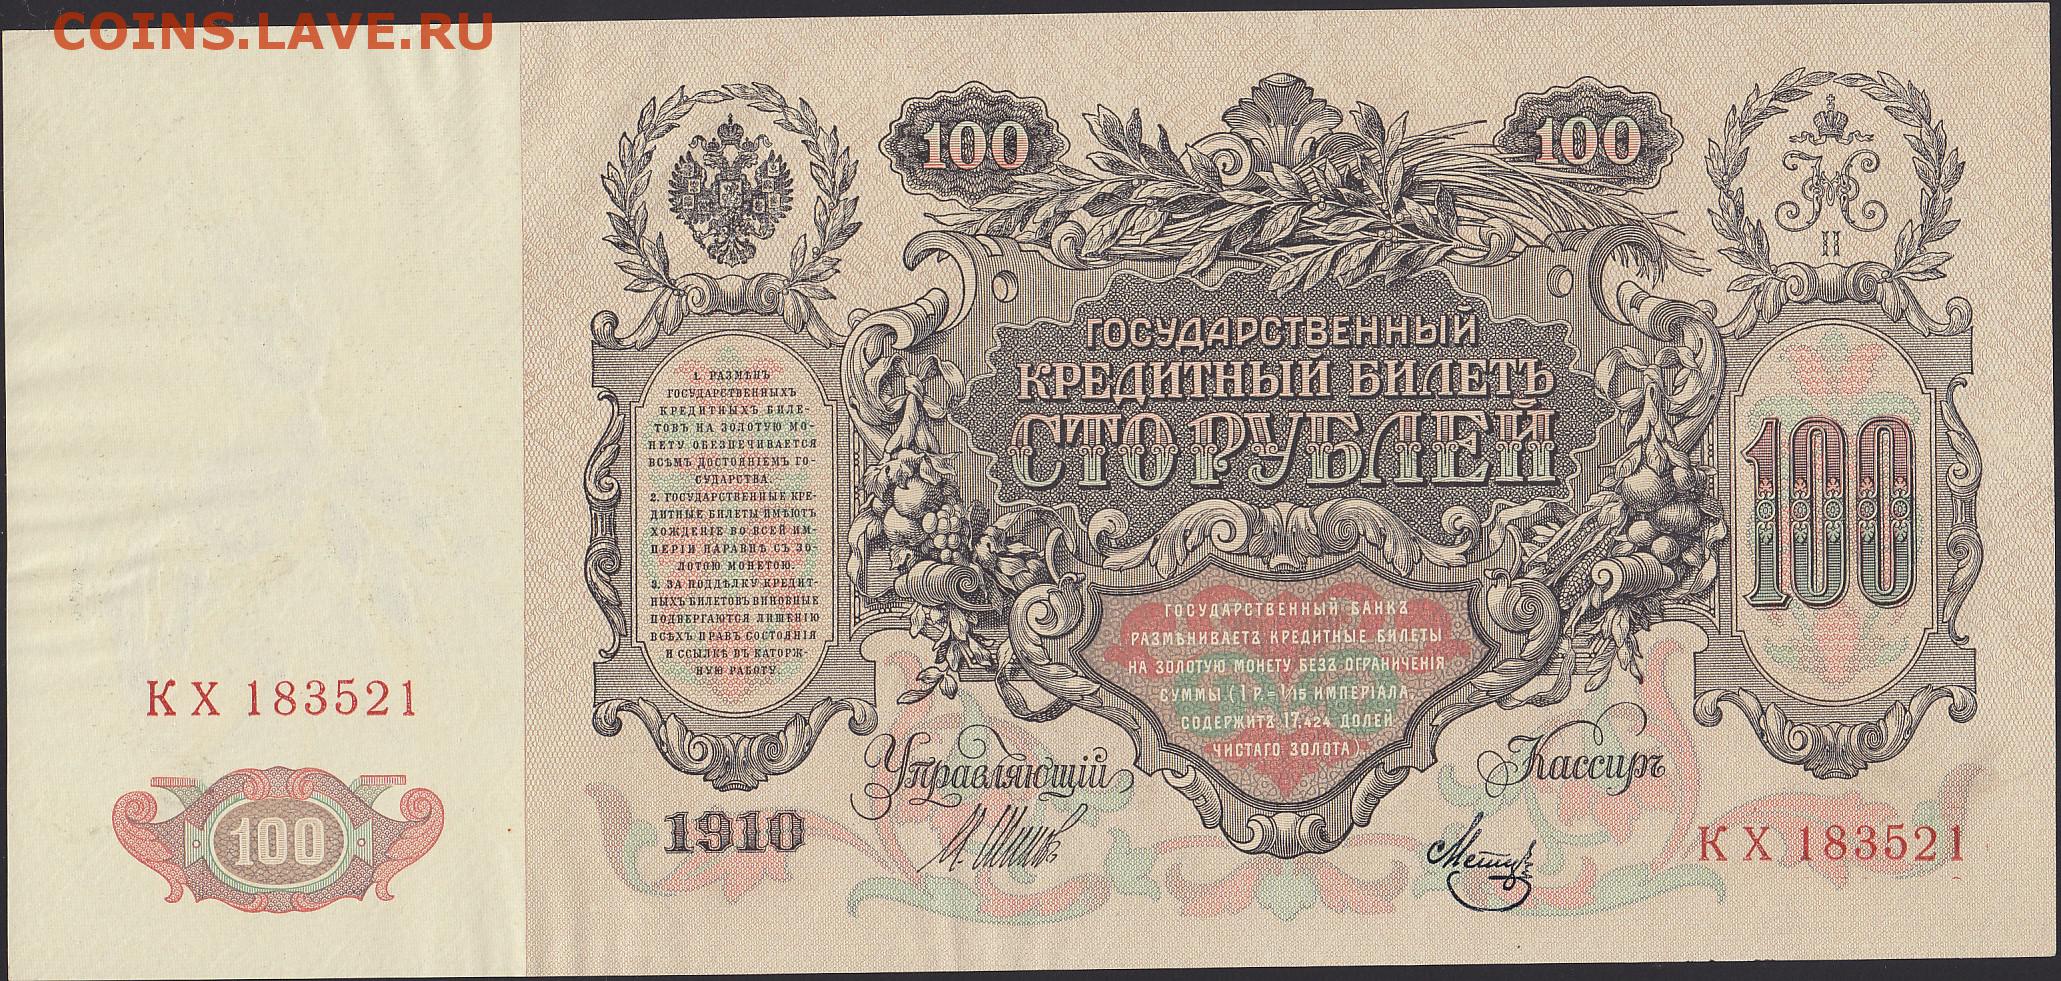 COINS.LAVE.RU
100
100
Н
II
ГОСУДАРСТВЕННЫЙ
КРЕДИТНЫЙ БИЛЕТЪ
СТО РУБЛЕЙ
1. РАЗМѢНЪ
ГОСУДАРСТВЕННЫХЪ
КРЕДИТНЫХЪ БИЛЕ-
ТОВЪ НА ЗОЛОТУЮ МО-
НЕТУ ОБЕЗПЕЧИВАЕТСЯ
ВСѢМЪ ДОСТОЯНІЕМЪ ГО-
СУДАРСТВА.
2. ГОСУДАРСТВЕННЫЕ КРЕ-
ДИТНЫЕ БИЛЕТЫ ИМѢЮТЪ
ХОЖДЕНІЕ ВО ВСЕЙ ИМ-
ПЕРІИ НАРАВНѢ СЪ ЗО-
ЛОТОЮ МОНЕТОЮ.
3. ЗА ПОДДѢЛКУ КРЕДИТ-
НЫХЪ БИЛЕТОВЪ ВИНОВНЫЕ
ПОДВЕРГАЮТСЯ ЛИШЕНІЮ
ВСѢХЪ ПРАВЪ СОСТОЯНІЯ
И ССЫЛКѢ ВЪ КАТОРЖ-
НУЮ РАБОТУ.
100
ГОСУДАРСТВЕННЫЙ БАНКЪ
РАЗМѢНИВАЕТЪ КРЕДИТНЫЕ БИЛЕТЫ
НА ЗОЛОТУЮ МОНЕТУ БЕЗЪ ОГРАНИЧЕНІЯ
СУММЫ (1 Р.= 1/15 ИМПЕРІАЛА,
СОДЕРЖИТЪ 17,424 ДОЛЕЙ
ЧИСТАГО ЗОЛОТА).
КХ 183521
100
Управляющій
Кассиръ
1910
И. Шипов
КХ 183521